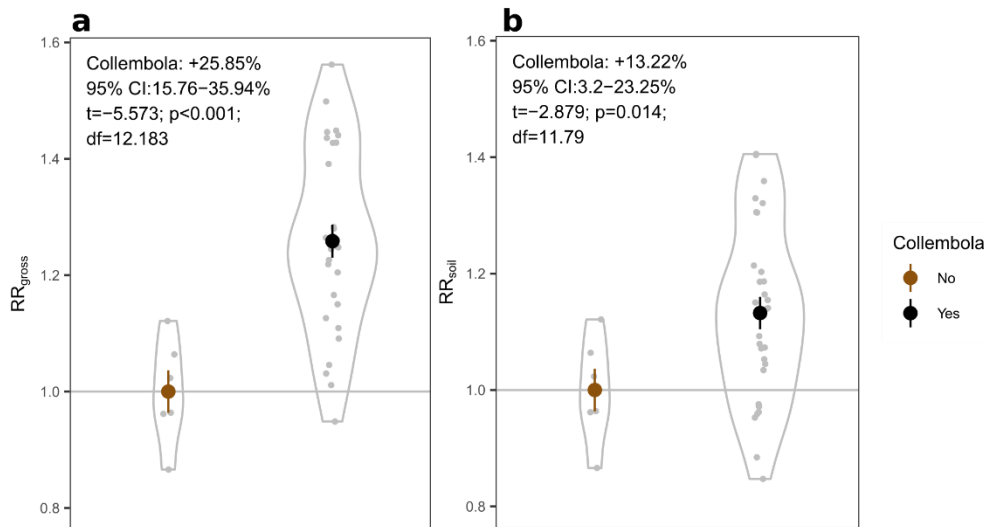 a
1.6
1.4
1.2
1.0
0.8
RRgross
Collembola: +25.85%
95% CI:15.76−35.94%
t=−5.573; p<0.001;
df=12.183
b
1.6
1.4
1.2
1.0
0.8
RRsoil
Collembola: +13.22%
95% CI:3.2−23.25%
t=−2.879; p=0.014;
df=11.79
Collembola
No
Yes